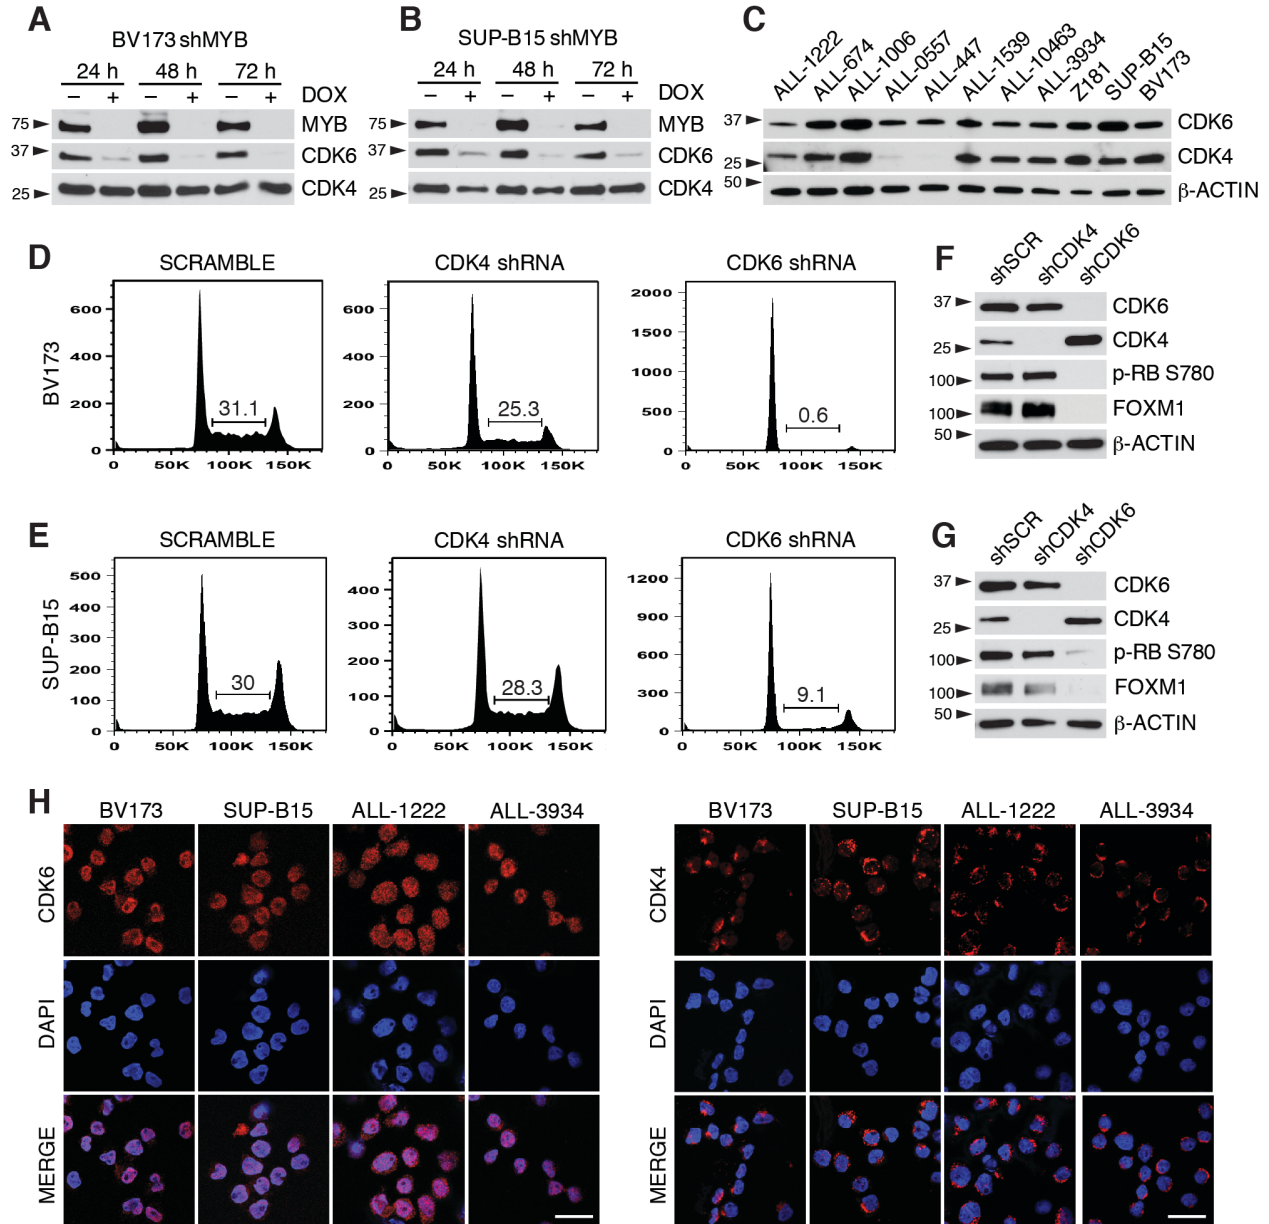 A
BV173 shMYB
24 h 48 h 72 h
− + − + − + DOX
75 MYB
37 CDK6
25 CDK4
B
SUP-B15 shMYB
24 h 48 h 72 h
− + − + − + DOX
75 MYB
37 CDK6
25 CDK4
C
ALL-1222 ALL-674 ALL-1006 ALL-0557 ALL-447 ALL-1539 ALL-10463 ALL-3934 Z181 SUP-B15 BV173
37 CDK6
25 CDK4
50 β-ACTIN
D
BV173
SCRAMBLE
600
400
200
0
31.1
0 50K 100K 150K
CDK4 shRNA
600
400
200
0
25.3
0 50K 100K 150K
CDK6 shRNA
2000
1500
1000
500
0
0.6
0 50K 100K 150K
F
shSCR shCDK4 shCDK6
37 CDK6
25 CDK4
100 p-RB S780
100 FOXM1
50 β-ACTIN
E
SUP-B15
SCRAMBLE
500
400
300
200
100
0
30
0 50K 100K 150K
CDK4 shRNA
400
300
200
100
0
28.3
0 50K 100K 150K
CDK6 shRNA
1200
900
600
300
0
9.1
0 50K 100K 150K
G
shSCR shCDK4 shCDK6
37 CDK6
25 CDK4
100 p-RB S780
100 FOXM1
50 β-ACTIN
H
BV173 SUP-B15 ALL-1222 ALL-3934
CDK6
DAPI
MERGE
BV173 SUP-B15 ALL-1222 ALL-3934
CDK4
DAPI
MERGE